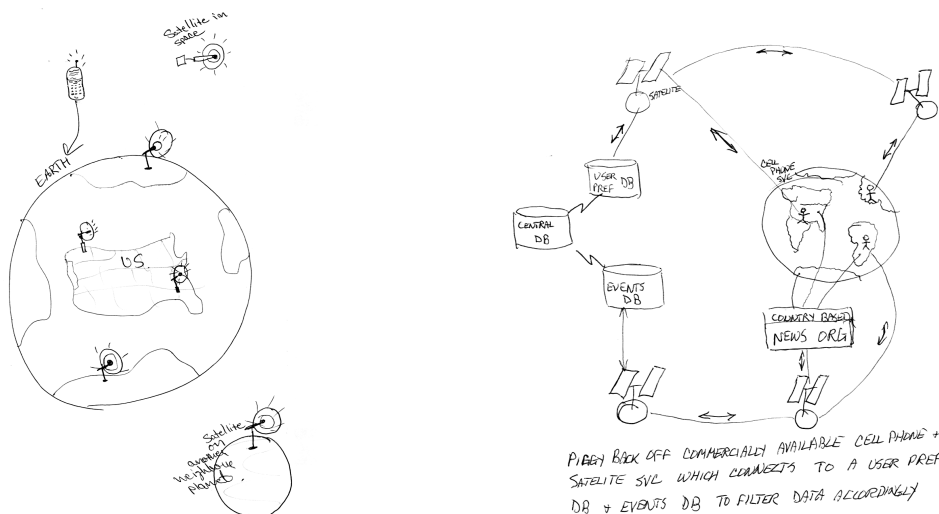 Satellite in
space
EARTH
U.S.
Satellite
on
another
neighbour
planet.
SATELITE
CELL
PHONE
SVC
USER
PREF DB
CENTRAL
DB
EVENTS
DB
COUNTRY BASED
NEWS ORG
PIGGY BACK OFF COMMERCIALLY AVAILABLE CELL PHONE +
SATELITE SVC WHICH CONNECTS TO A USER PREF
DB + EVENTS DB TO FILTER DATA ACCORDINGLY